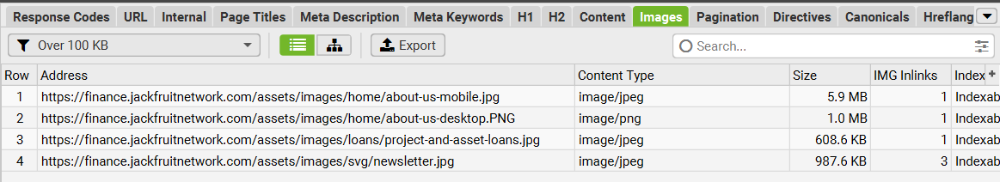 Response Codes URL Internal Page Titles Meta Description Meta Keywords H1 H2 Content Images Pagination Directives Canonicals Hreflang
Over 100 KB Export Search...
Row Address Content Type Size IMG Inlinks Index
1 https://finance.jackfruitnetwork.com/assets/images/home/about-us-mobile.jpg image/jpeg 5.9 MB 1 Indexab
2 https://finance.jackfruitnetwork.com/assets/images/home/about-us-desktop.PNG image/png 1.0 MB 1 Indexab
3 https://finance.jackfruitnetwork.com/assets/images/loans/project-and-asset-loans.jpg image/jpeg 608.6 KB 1 Indexab
4 https://finance.jackfruitnetwork.com/assets/images/svg/newsletter.jpg image/jpeg 987.6 KB 3 Indexab